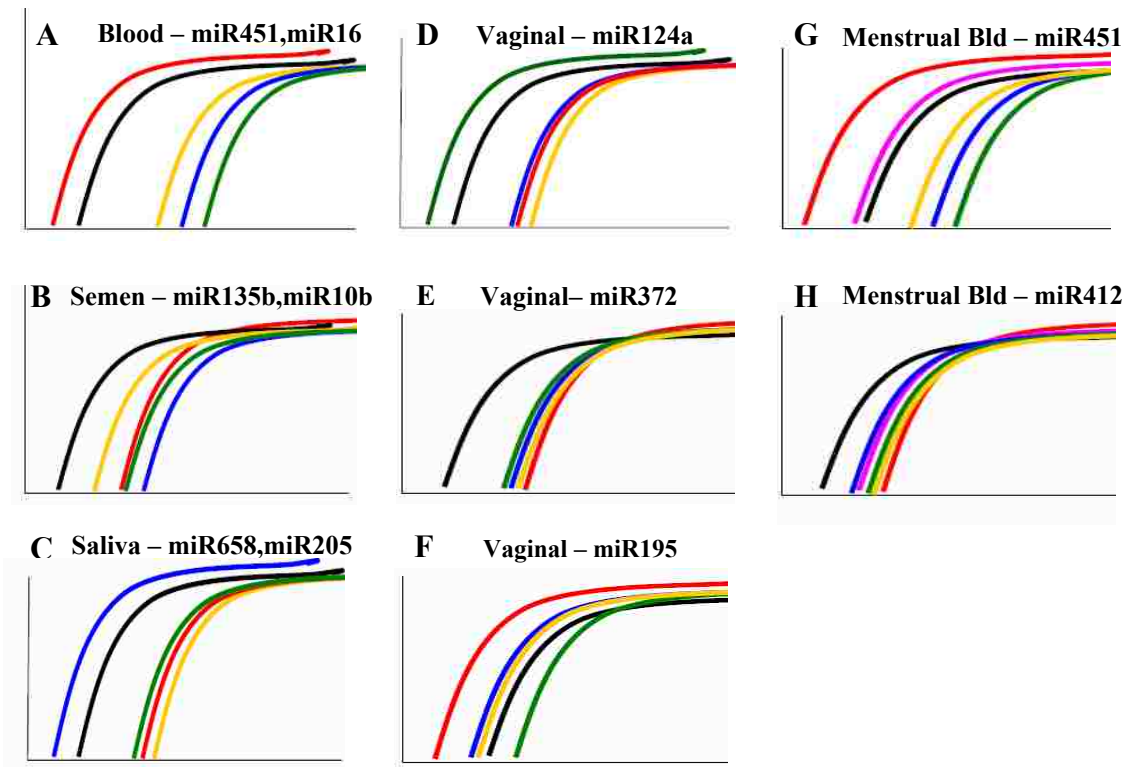 A Blood – miR451,miR16
D Vaginal – miR124a
G Menstrual Bld – miR451
B Semen – miR135b,miR10b
E Vaginal– miR372
H Menstrual Bld – miR412
C Saliva – miR658,miR205
F Vaginal – miR195